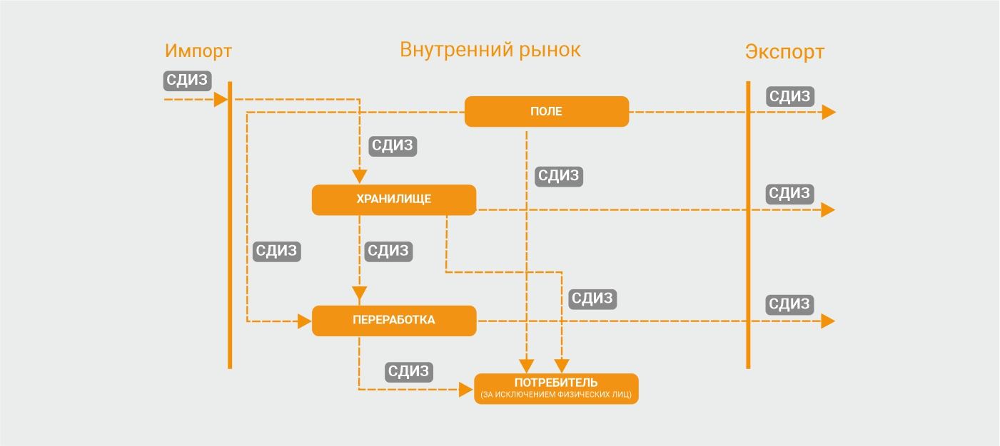 Импорт
Внутренний рынок
Экспорт
СДИЗ
СДИЗ
ПОЛЕ
СДИЗ
СДИЗ
ХРАНИЛИЩЕ
СДИЗ
СДИЗ
СДИЗ
СДИЗ
СДИЗ
ПЕРЕРАБОТКА
СДИЗ
ПОТРЕБИТЕЛЬ
(ЗА ИСКЛЮЧЕНИЕМ ФИЗИЧЕСКИХ ЛИЦ)